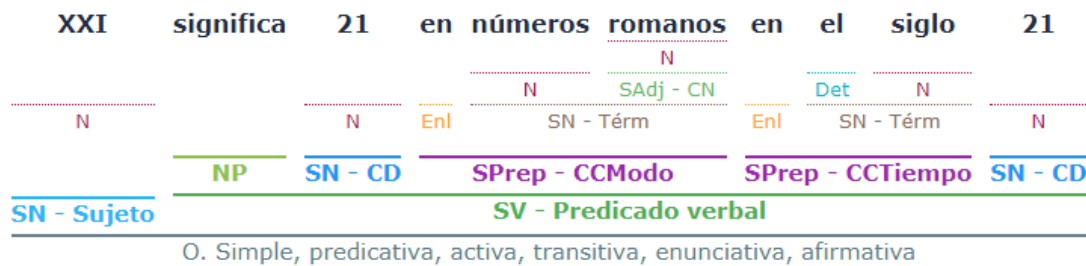 XXI significa 21 en números romanos en el siglo 21
N
N SAdj - CN Det N
N N Enl SN - Térm Enl SN - Térm N
NP SN - CD SPrep - CCModo SPrep - CCTiempo SN - CD
SN - Sujeto SV - Predicado verbal
O. Simple, predicativa, activa, transitiva, enunciativa, afirmativa